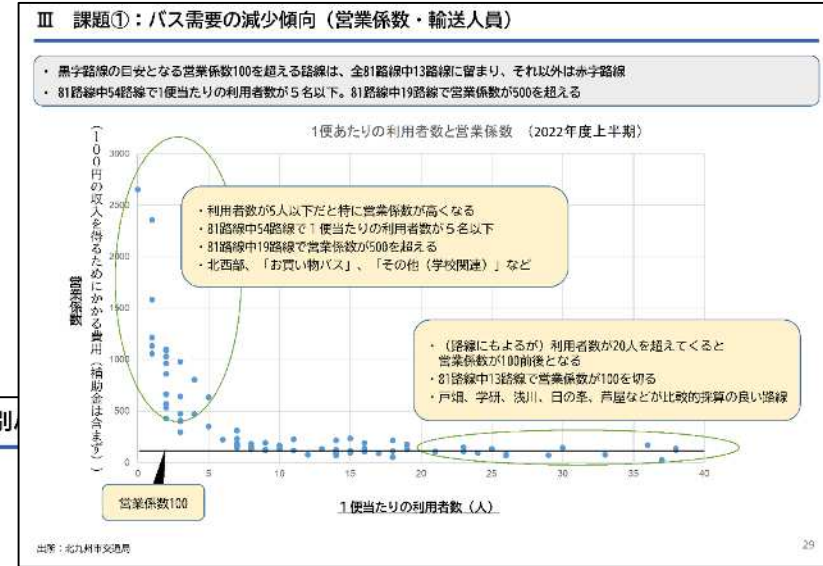 Ⅲ 課題①：バス需要の減少傾向（営業係数・輸送人員）
・ 黒字路線の目安となる営業係数100を超える路線は、全81路線中13路線に留まり、それ以外は赤字路線
・ 81路線中54路線で1便当たりの利用者数が５名以下。81路線中19路線で営業係数が500を超える
1便あたりの利用者数と営業係数 （2022年度上半期）
営業係数
（１００円の収入を得るためにかかる費用（補助金は含まず））
3000
2500
2000
1500
1000
500
0
・利用者数が5人以下だと特に営業係数が高くなる
・81路線中54路線で１便当たりの利用者数が５名以下
・81路線中19路線で営業係数が500を超える
・北西部、「お買い物バス」、「その他（学校関連）」など
・（路線にもよるが）利用者数が20人を超えてくると
営業係数が100前後となる
・81路線中13路線で営業係数が100を切る
・戸畑、学研、浅川、日の峯、芦屋などが比較的採算の良い路線
0 5 10 15 20 25 30 35 40
営業係数100
１便当たりの利用者数（人）
出所：北九州市交通局
29
別